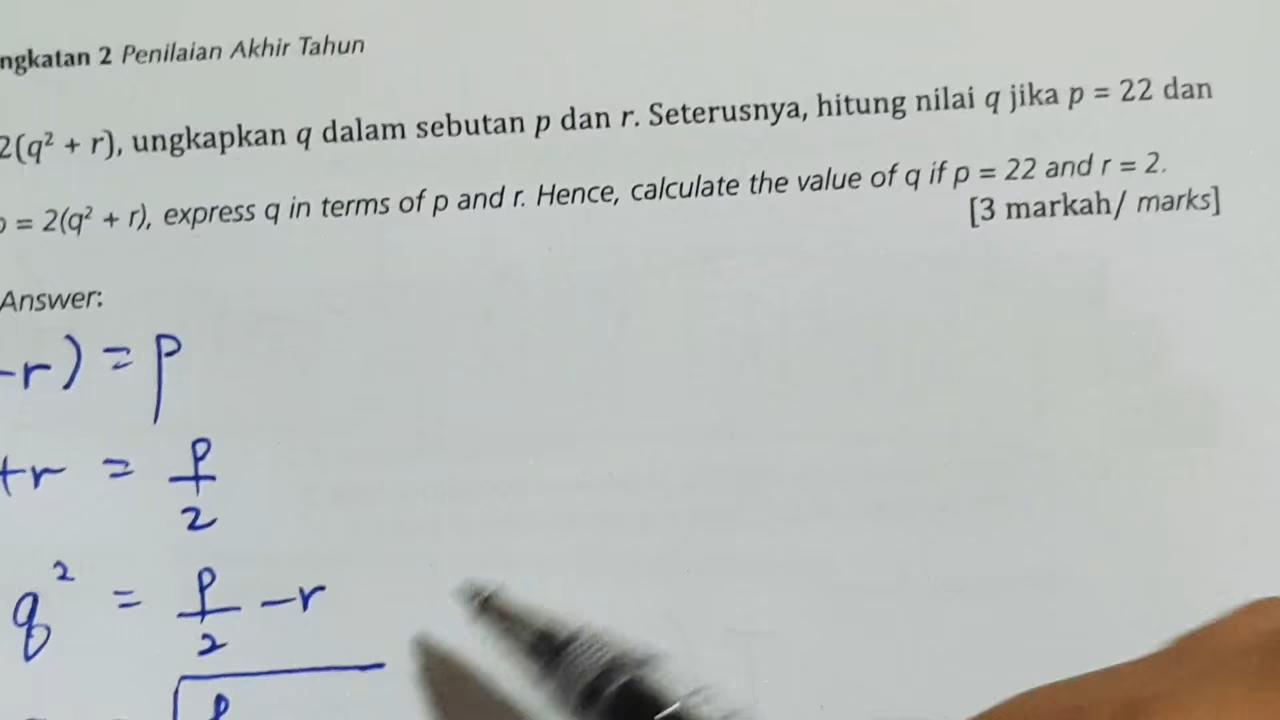 ngkatan 2 Penilaian Akhir Tahun
2(q² + r), ungkapkan q dalam sebutan p dan r. Seterusnya, hitung nilai q jika p = 22 dan
p = 2(q² + r), express q in terms of p and r. Hence, calculate the value of q if p = 22 and r = 2.
[3 markah/ marks]
Answer:
-r) = p
+r = p/2
q² = p/2 - r
= √p